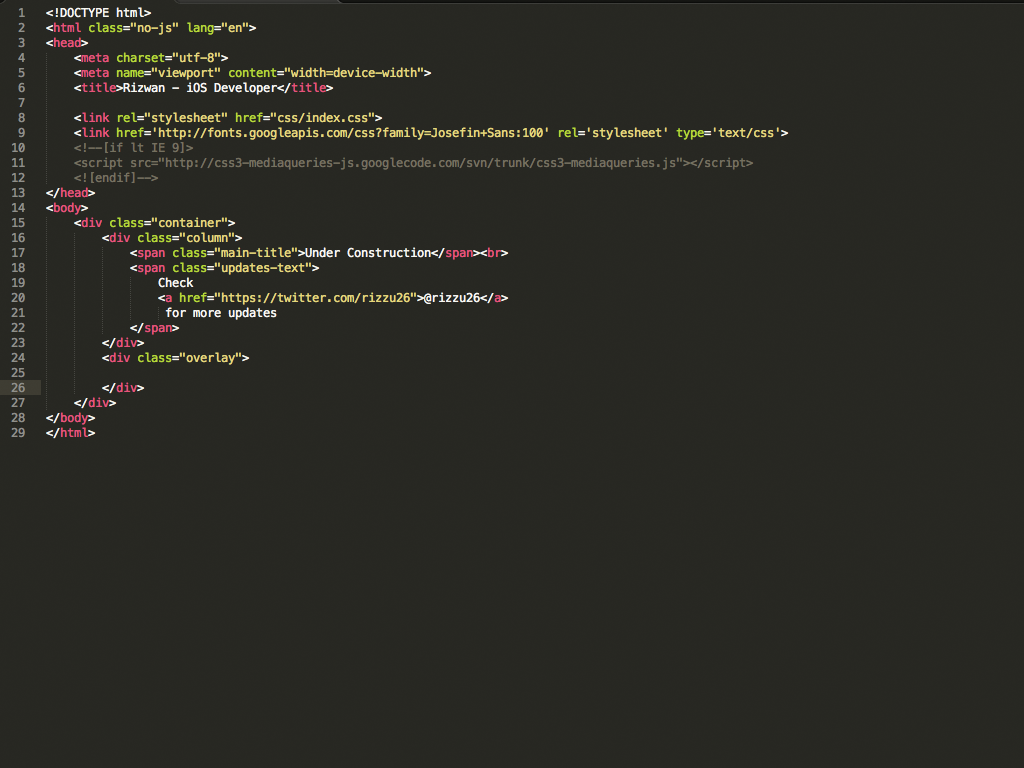 1 <!DOCTYPE html>
2 <html class="no-js" lang="en">
3 <head>
4     <meta charset="utf-8">
5     <meta name="viewport" content="width=device-width">
6     <title>Rizwan - iOS Developer</title>
7
8     <link rel="stylesheet" href="css/index.css">
9     <link href='http://fonts.googleapis.com/css?family=Josefin+Sans:100' rel='stylesheet' type='text/css'>
10     <!--[if lt IE 9]>
11     <script src="http://css3-mediaqueries-js.googlecode.com/svn/trunk/css3-mediaqueries.js"></script>
12     <![endif]-->
13 </head>
14 <body>
15     <div class="container">
16         <div class="column">
17             <span class="main-title">Under Construction</span><br>
18             <span class="updates-text">
19                 Check
20                 <a href="https://twitter.com/rizzu26">@rizzu26</a>
21                  for more updates
22             </span>
23         </div>
24         <div class="overlay">
25
26         </div>
27     </div>
28 </body>
29 </html>